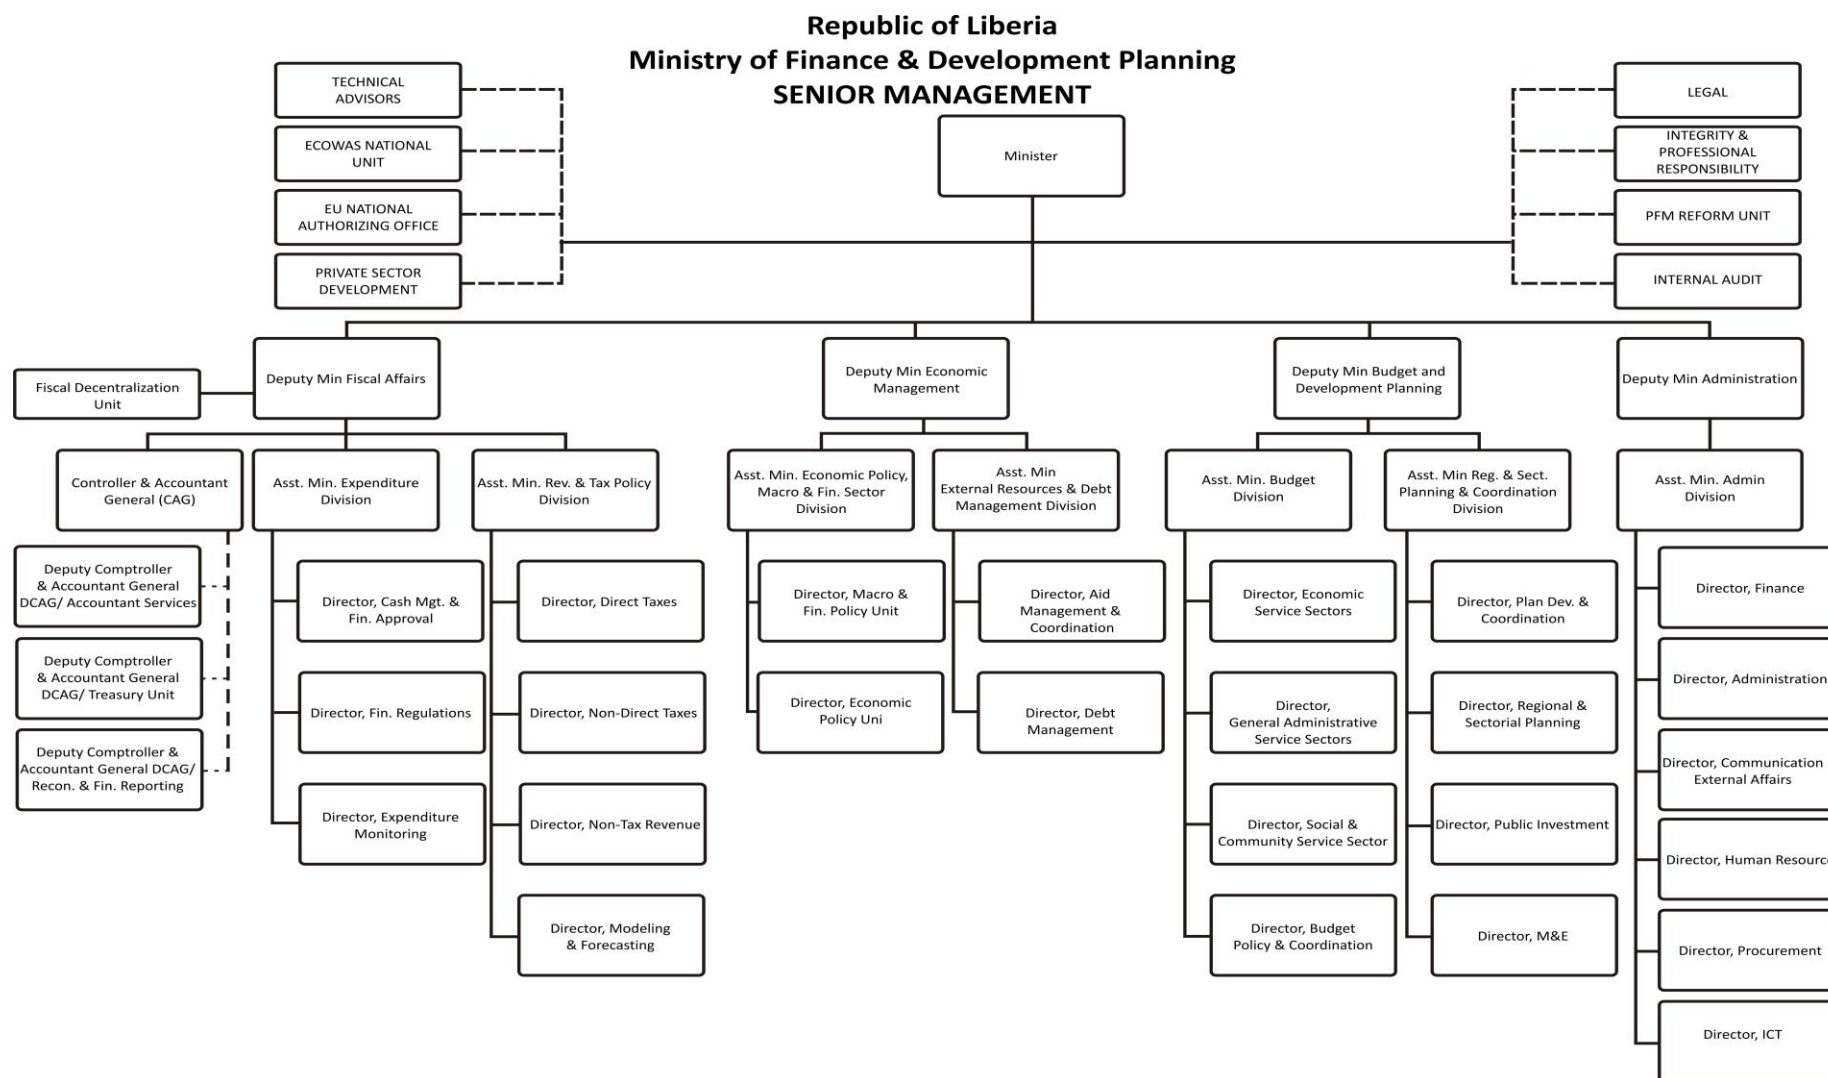 Republic of Liberia
Ministry of Finance & Development Planning
SENIOR MANAGEMENT
TECHNICAL
ADVISORS
ECOWAS NATIONAL
UNIT
EU NATIONAL
AUTHORIZING OFFICE
PRIVATE SECTOR
DEVELOPMENT
Minister
LEGAL
INTEGRITY &
PROFESSIONAL
RESPONSIBILITY
PFM REFORM UNIT
INTERNAL AUDIT
Fiscal Decentralization
Unit
Deputy Min Fiscal Affairs
Deputy Min Economic
Management
Deputy Min Budget and
Development Planning
Deputy Min Administration
Controller & Accountant
General (CAG)
Asst. Min. Expenditure
Division
Asst. Min. Rev. & Tax Policy
Division
Asst. Min. Economic Policy,
Macro & Fin. Sector
Division
Asst. Min
External Resources & Debt
Management Division
Asst. Min. Budget
Division
Asst. Min Reg. & Sect.
Planning & Coordination
Division
Asst. Min. Admin
Division
Deputy Comptroller
& Accountant General
DCAG/ Accountant Services
Deputy Comptroller
& Accountant General
DCAG/ Treasury Unit
Deputy Comptroller &
Accountant General DCAG/
Recon. & Fin. Reporting
Director, Cash Mgt. &
Fin. Approval
Director, Fin. Regulations
Director, Expenditure
Monitoring
Director, Direct Taxes
Director, Non-Direct Taxes
Director, Non-Tax Revenue
Director, Modeling
& Forecasting
Director, Macro &
Fin. Policy Unit
Director, Economic
Policy Uni
Director, Aid
Management &
Coordination
Director, Debt
Management
Director, Economic
Service Sectors
Director,
General Administrative
Service Sectors
Director, Social &
Community Service Sector
Director, Budget
Policy & Coordination
Director, Plan Dev. &
Coordination
Director, Regional &
Sectorial Planning
Director, Public Investment
Director, M&E
Director, Finance
Director, Administration
Director, Communication
External Affairs
Director, Human Resourc
Director, Procurement
Director, ICT